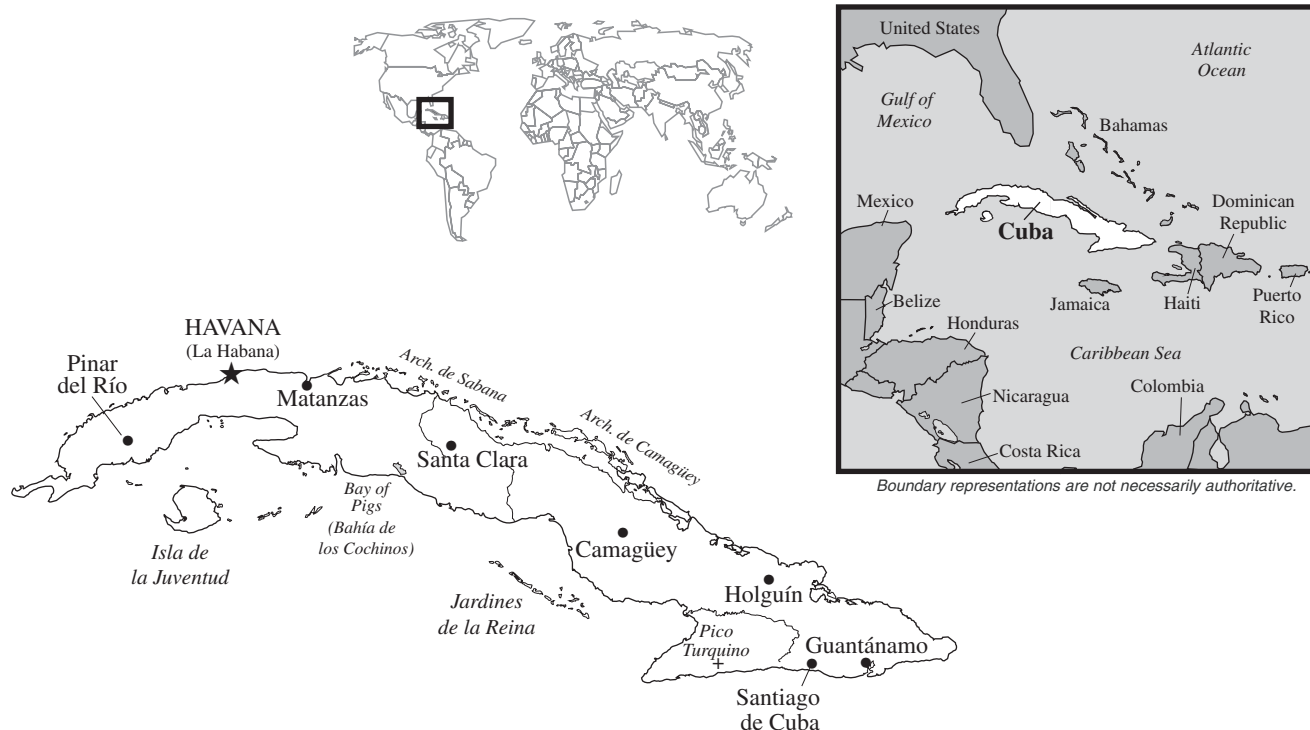 United States
Atlantic
Ocean
Gulf of
Mexico
Bahamas
Mexico
Dominican
Republic
Cuba
Belize
Jamaica
Haiti
Puerto
Rico
Honduras
Caribbean Sea
Colombia
Nicaragua
Costa Rica
Boundary representations are not necessarily authoritative.
HAVANA
(La Habana)
Pinar
del Río
Matanzas
Arch. de Sabana
Arch. de Camagüey
Santa Clara
Bay of
Pigs
(Bahía de
los Cochinos)
Isla de
la Juventud
Camagüey
Holguín
Jardines
de la Reina
Pico
Turquino
Guantánamo
Santiago
de Cuba